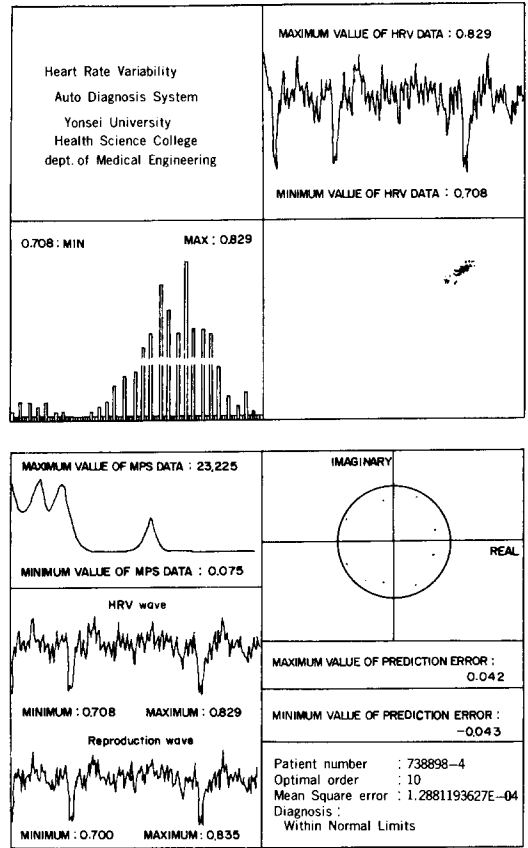 Heart Rate Variability
Auto Diagnosis System
Yonsei University
Health Science College
dept. of Medical Engineering
MAXIMUM VALUE OF HRV DATA : 0.829
MINIMUM VALUE OF HRV DATA : 0.708
0.708 : MIN
MAX : 0.829
MAXIMUM VALUE OF MPS DATA : 23,225
MINIMUM VALUE OF MPS DATA : 0.075
IMAGINARY
REAL
HRV wave
MINIMUM : 0.708 MAXIMUM : 0.829
Reproduction wave
MINIMUM : 0.700 MAXIMUM : 0,835
MAXIMUM VALUE OF PREDICTION ERROR :
0.042
MINIMUM VALUE OF PREDICTION ERROR :
-0,043
Patient number : 738898-4
Optimal order : 10
Mean Square error : 1.2881193627E-04
Diagnosis :
Within Normal Limits